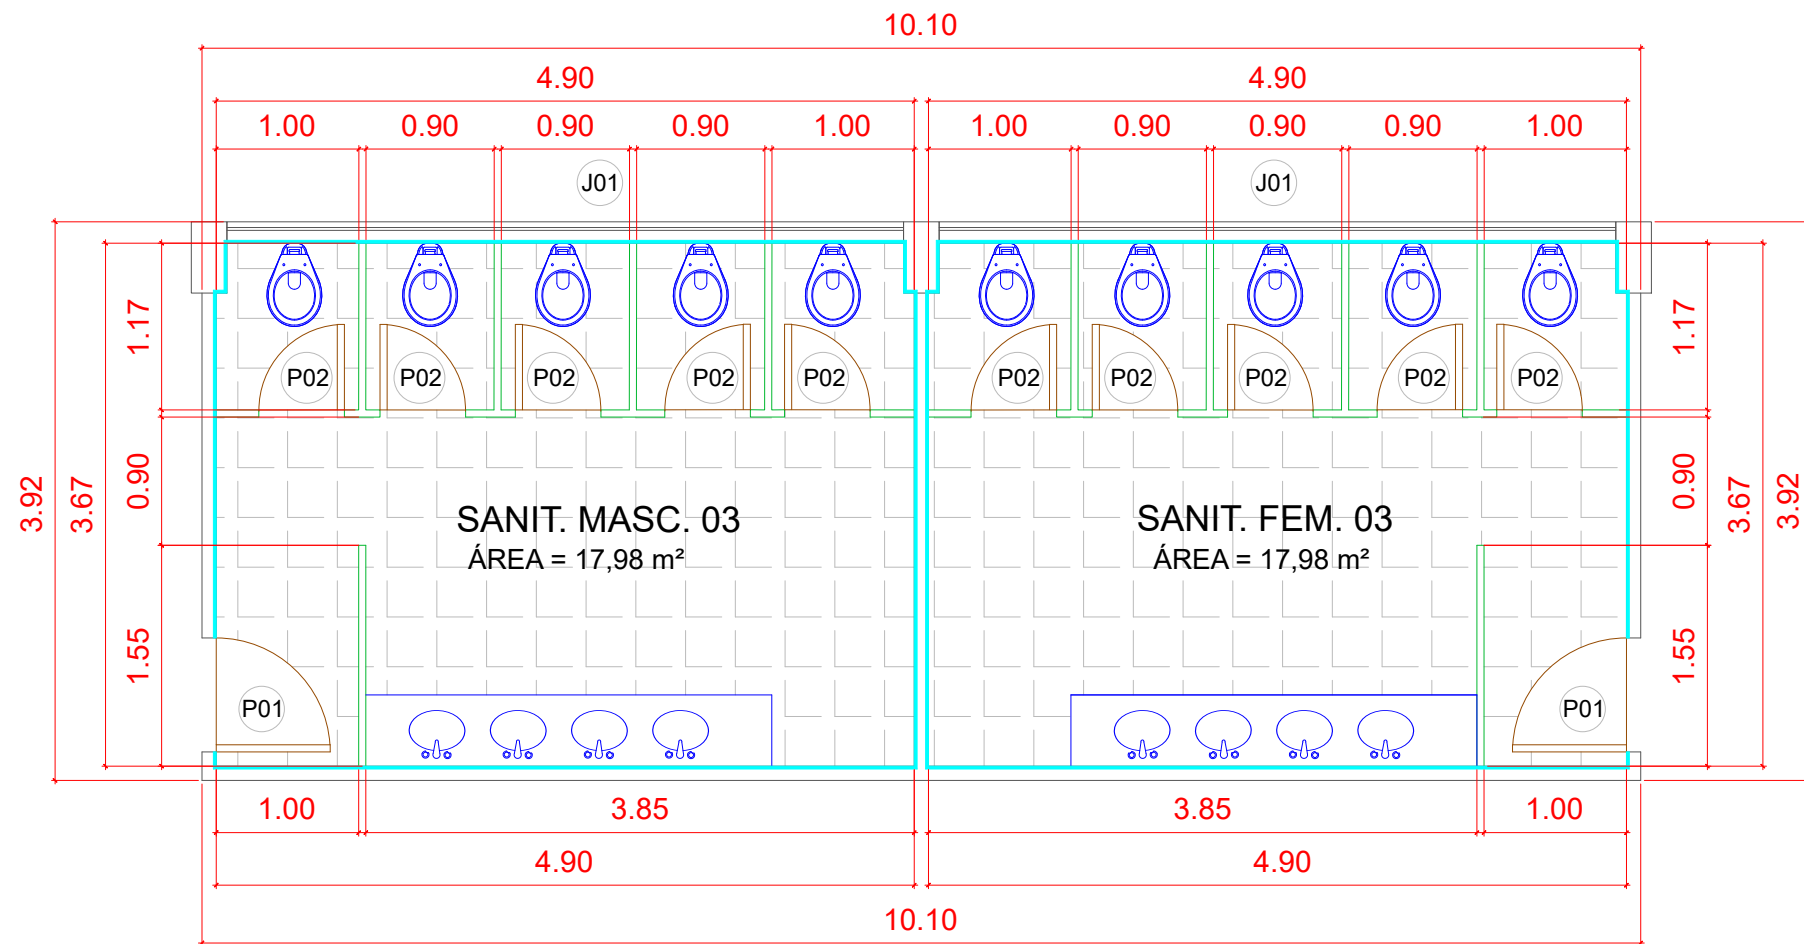 10.10
4.90 4.90
1.00 0.90 0.90 0.90 1.00 1.00 0.90 0.90 0.90 1.00
J01 J01
1.17 1.17
P02 P02 P02 P02 P02 P02 P02 P02 P02 P02
3.92 3.67 0.90 0.90 3.67 3.92
SANIT. MASC. 03 SANIT. FEM. 03
ÁREA = 17,98 m² ÁREA = 17,98 m²
1.55 1.55
P01 P01
1.00 3.85 3.85 1.00
4.90 4.90
10.10